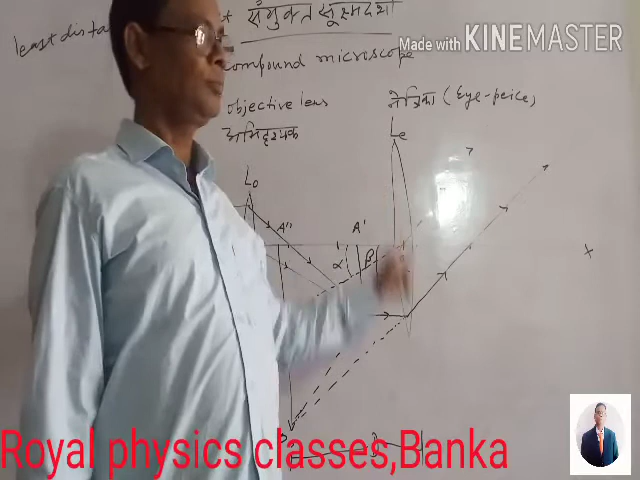 संयुक्त सूक्ष्मदर्शी
Made with KINEMASTER
least dista
compound microscope
objective lens
नेत्रिका (Eye-peice)
अभिदृश्यक
Le
Lo
A" A'
α β
Royal physics classes,Banka